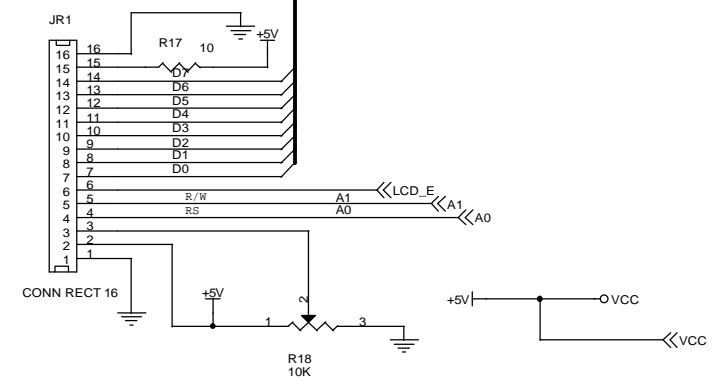 JR1
R17 10
+5V
16 16
15 15
14 14 D7
13 13 D6
12 12 D5
11 11 D4
10 10 D3
9 9 D2
8 8 D1
7 7 D0
6 6 LCD_E
5 5 R/W A1 A1
4 4 RS A0 A0
3 3
2 2
1 1
CONN RECT 16
+5V
2
1 3
R18
10K
+5V VCC
VCC